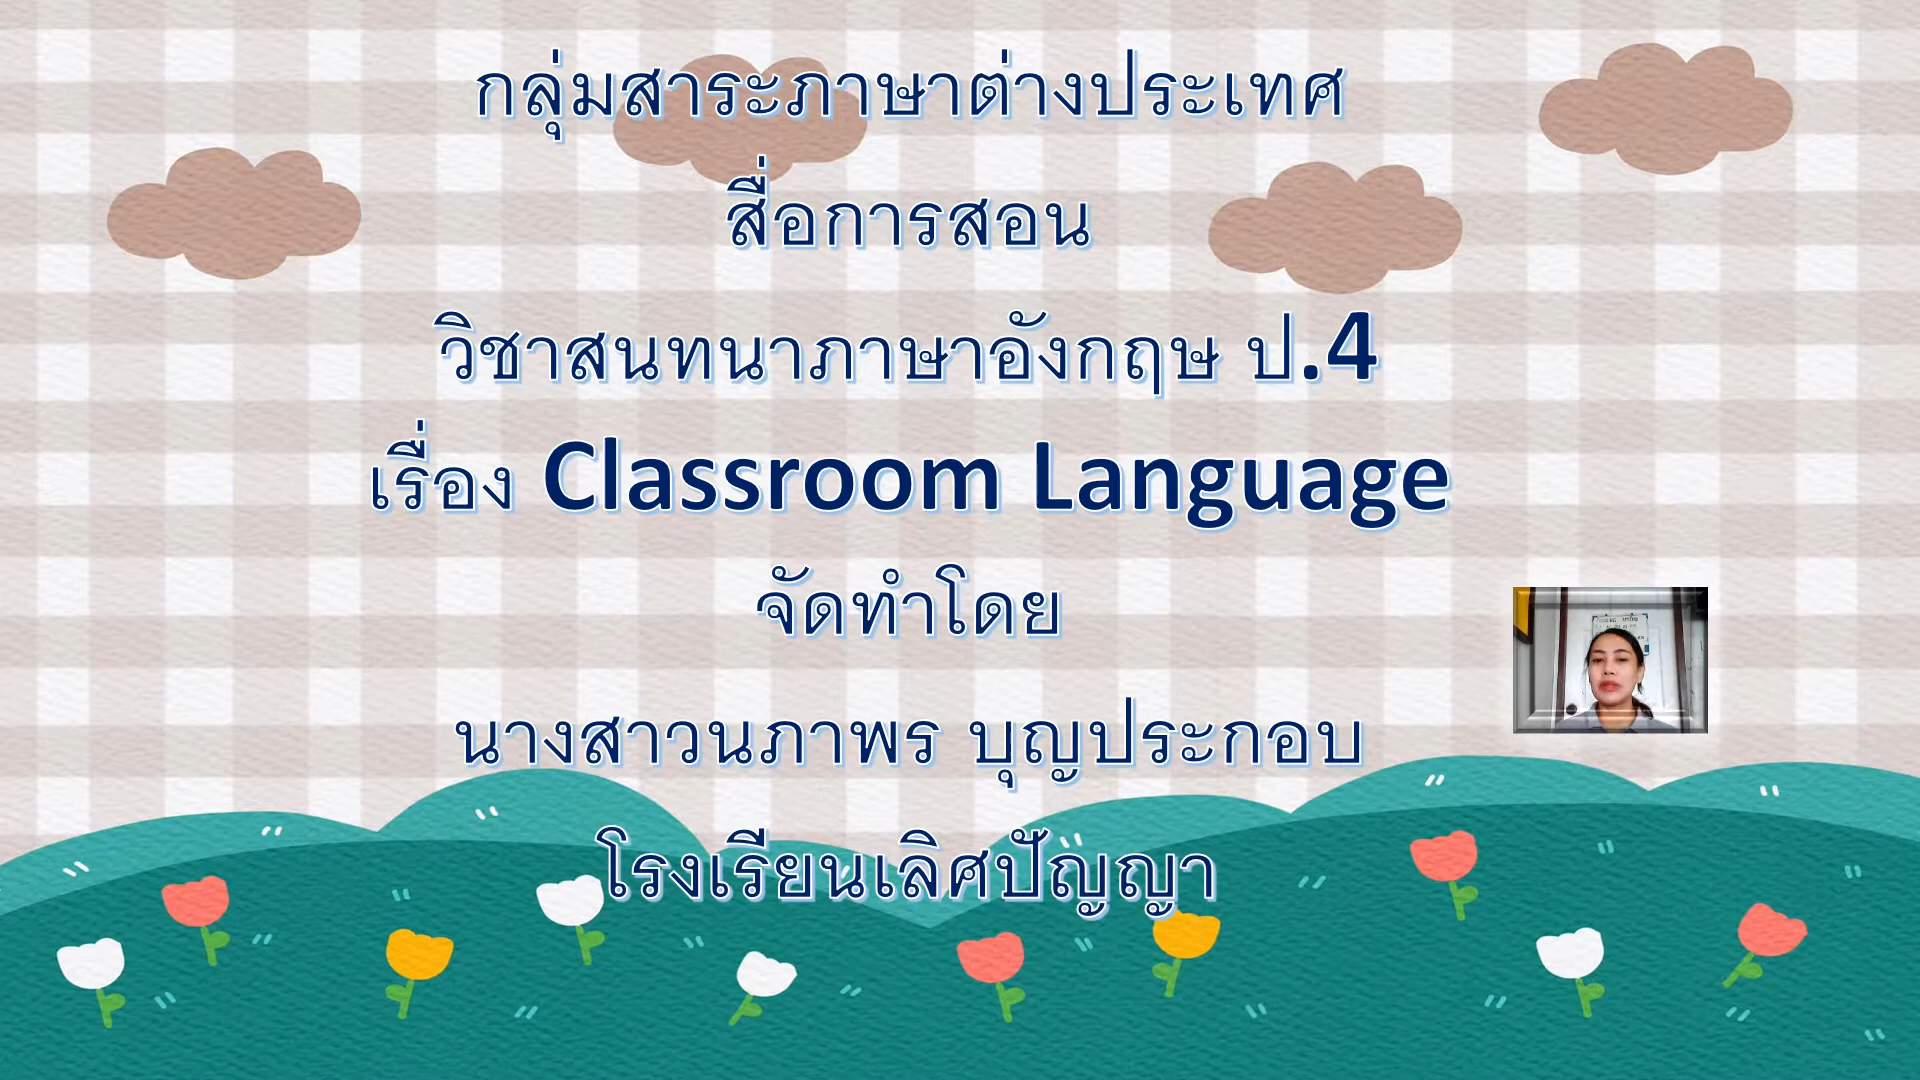 กลุ่มสาระภาษาต่างประเทศ
สื่อการสอน
วิชาสนทนาภาษาอังกฤษ ป.4
เรื่อง Classroom Language
จัดทำโดย
นางสาวนภาพร บุญประกอบ
โรงเรียนเลิศปัญญา